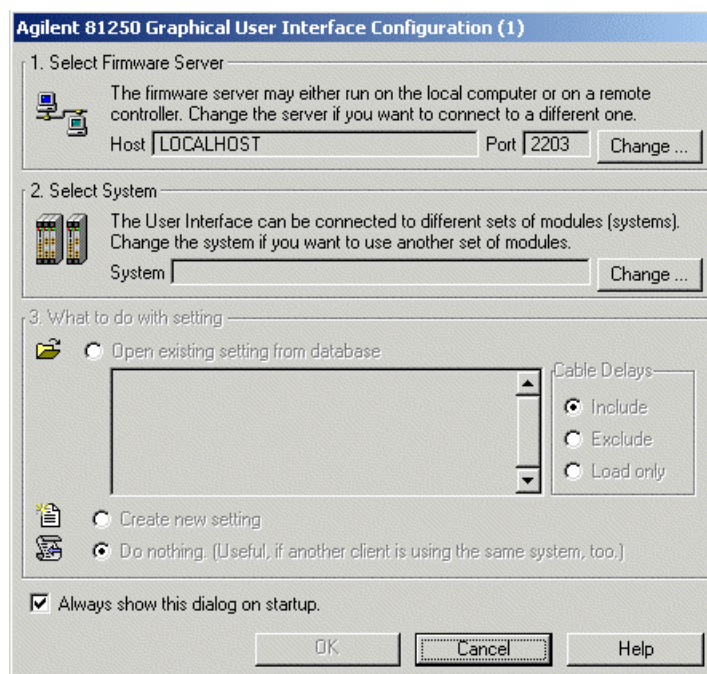 Agilent 81250 Graphical User Interface Configuration (1)
1. Select Firmware Server
The firmware server may either run on the local computer or on a remote
controller. Change the server if you want to connect to a different one.
Host LOCALHOST Port 2203 Change ...
2. Select System
The User Interface can be connected to different sets of modules (systems).
Change the system if you want to use another set of modules.
System Change ...
3. What to do with setting
Open existing setting from database
Cable Delays
Include
Exclude
Load only
Create new setting
Do nothing. (Useful, if another client is using the same system, too.)
Always show this dialog on startup.
OK Cancel Help